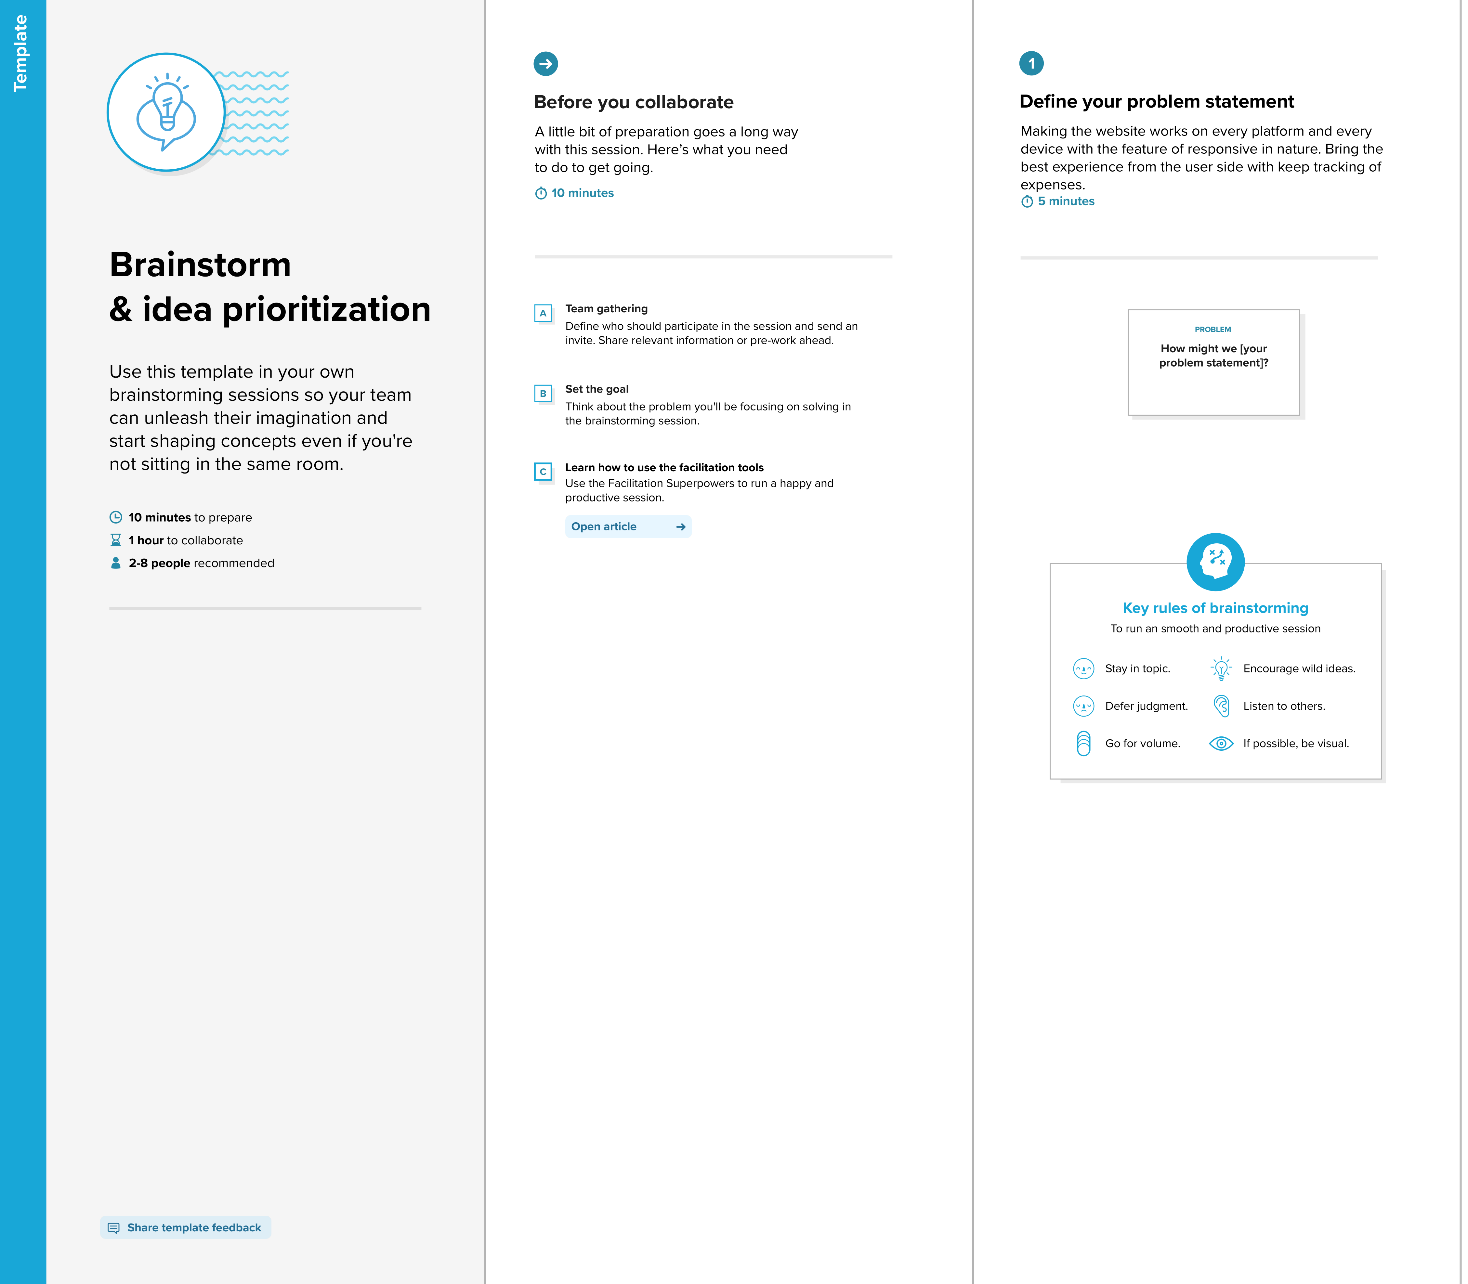 Template
Brainstorm
& idea prioritization
Use this template in your own
brainstorming sessions so your team
can unleash their imagination and
start shaping concepts even if you're
not sitting in the same room.
10 minutes to prepare
1 hour to collaborate
2-8 people recommended
Share template feedback
Before you collaborate
A little bit of preparation goes a long way
with this session. Here's what you need
to do to get going.
10 minutes
A
Team gathering
Define who should participate in the session and send an
invite. Share relevant information or pre-work ahead.
B
Set the goal
Think about the problem you'll be focusing on solving in
the brainstorming session.
C
Learn how to use the facilitation tools
Use the Facilitation Superpowers to run a happy and
productive session.
Open article
1
Define your problem statement
Making the website works on every platform and every
device with the feature of responsive in nature. Bring the
best experience from the user side with keep tracking of
expenses.
5 minutes
PROBLEM
How might we [your
problem statement]?
Key rules of brainstorming
To run an smooth and productive session
Stay in topic.
Encourage wild ideas.
Defer judgment.
Listen to others.
Go for volume.
If possible, be visual.